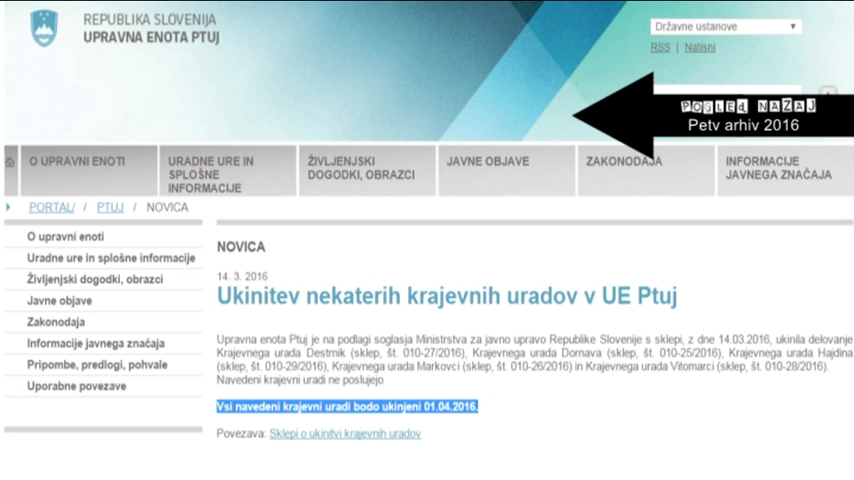 REPUBLIKA SLOVENIJA
UPRAVNA ENOTA PTUJ
Državne ustanove
RSS | Natisni
POGLEd NAZAJ
Petv arhiv 2016
O UPRAVNI ENOTI
URADNE URE IN SPLOŠNE INFORMACIJE
ŽIVLJENJSKI DOGODKI, OBRAZCI
JAVNE OBJAVE
ZAKONODAJA
INFORMACIJE JAVNEGA ZNAČAJA
PORTAL/ / PTUJ / NOVICA
O upravni enoti
Uradne ure in splošne informacije
Življenjski dogodki, obrazci
Javne objave
Zakonodaja
Informacije javnega značaja
Pripombe, predlogi, pohvale
Uporabne povezave
NOVICA
14. 3. 2016
Ukinitev nekaterih krajevnih uradov v UE Ptuj
Upravna enota Ptuj je na podlagi soglasja Ministrstva za javno upravo Republike Slovenije s sklepi, z dne 14.03.2016, ukinila delovanje
Krajevnega urada Destrnik (sklep, št. 010-27/2016), Krajevnega urada Dornava (sklep, št. 010-25/2016), Krajevnega urada Hajdina
(sklep, št. 010-29/2016), Krajevnega urada Markovci (sklep, št. 010-26/2016) in Krajevnega urada Vitomarci (sklep, št. 010-28/2016).
Navedeni krajevni uradi ne poslujejo
Vsi navedeni krajevni uradi bodo ukinjeni 01.04.2016.
Povezava: Sklepi o ukinitvi krajevnih uradov